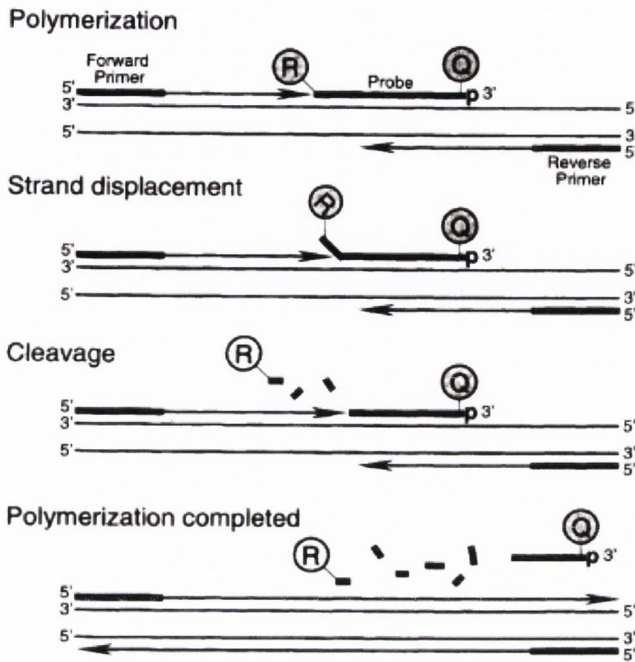 Polymerization
Forward
Primer
R
Probe
Q
5'
3'
p 3'
5'
5'
3'
5'
Reverse
Primer
Strand displacement
R
Q
5'
3'
p 3'
5'
5'
3'
5'
Cleavage
R
Q
5'
3'
p 3'
5'
5'
3'
5'
Polymerization completed
R
Q
p 3'
5'
3'
5'
5'
3'
5'